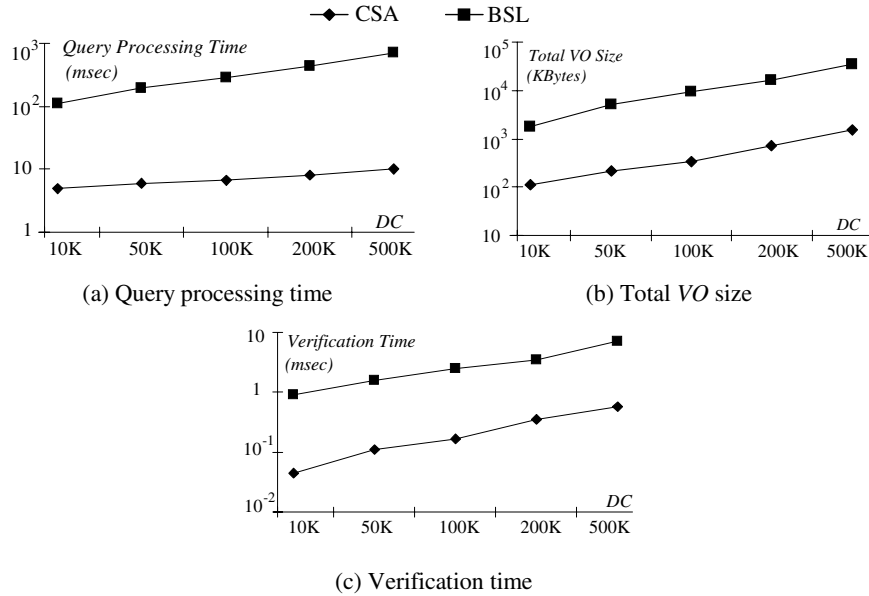 CSA BSL
10^3
Query Processing Time
(msec)
10^2
10
1
DC
10K 50K 100K 200K 500K
(a) Query processing time
10^5
Total VO Size
(KBytes)
10^4
10^3
10^2
10
DC
10K 50K 100K 200K 500K
(b) Total VO size
10
Verification Time
(msec)
1
10^-1
10^-2
DC
10K 50K 100K 200K 500K
(c) Verification time